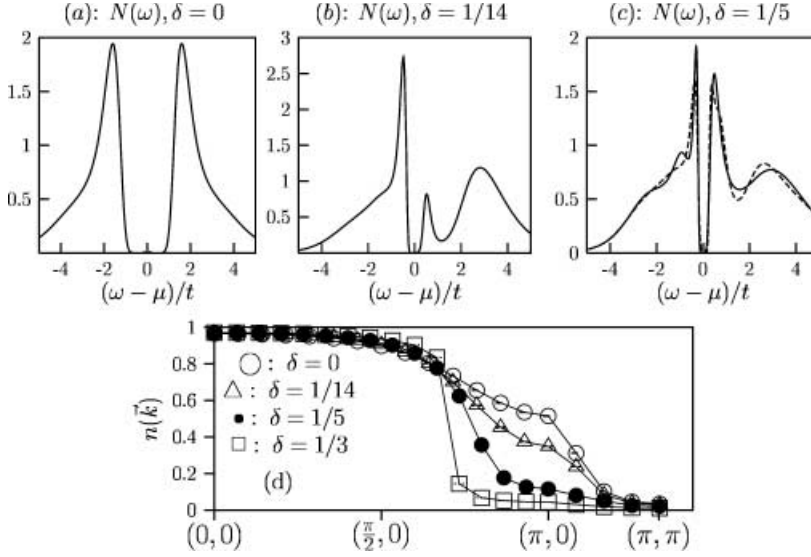 (a): N(ω), δ = 0
(b): N(ω), δ = 1/14
(c): N(ω), δ = 1/5
2
1.5
1
0.5
-4 -2 0 2 4
(ω − μ)/t
3
2.5
2
1.5
1
0.5
-4 -2 0 2 4
(ω − μ)/t
2
1.5
1
0.5
0
-4 -2 0 2 4
(ω − μ)/t
1
0.8
0.6
0.4
0.2
0
n(k⃗)
○ : δ = 0
△ : δ = 1/14
● : δ = 1/5
□ : δ = 1/3
(d)
(0, 0) (π/2, 0) (π, 0) (π, π)